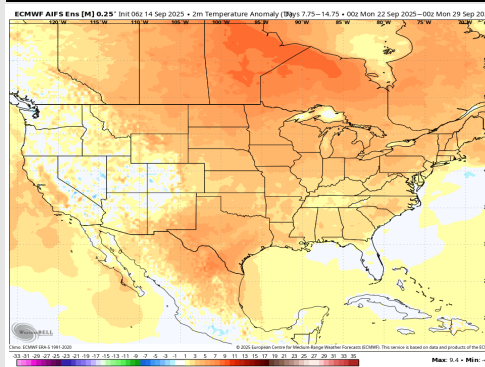 ECMWF AIFS Ens [M] 0.25° Init 06z 14 Sep 2025 • 2m Temperature Anomaly (°F) Days 7.75−14.75 • 00z Mon 22 Sep 2025−00z Mon 29 Sep 202
120°W 115°W 110°W 105°W 100°W 95°W 90°W 85°W 80°W 75°W 70°W
WeatherBELL
Climo: ECMWF ERA-5 1991-2020 © 2025 European Centre for Medium-Range Weather Forecasts (ECMWF). This service is based on data and products of the EC
-33 -31 -29 -27 -25 -23 -21 -19 -17 -15 -13 -11 -9 -7 -5 -3 -1 1 3 5 7 9 11 13 15 17 19 21 23 25 27 29 31 33 35
Max: 9.4 • Min: -